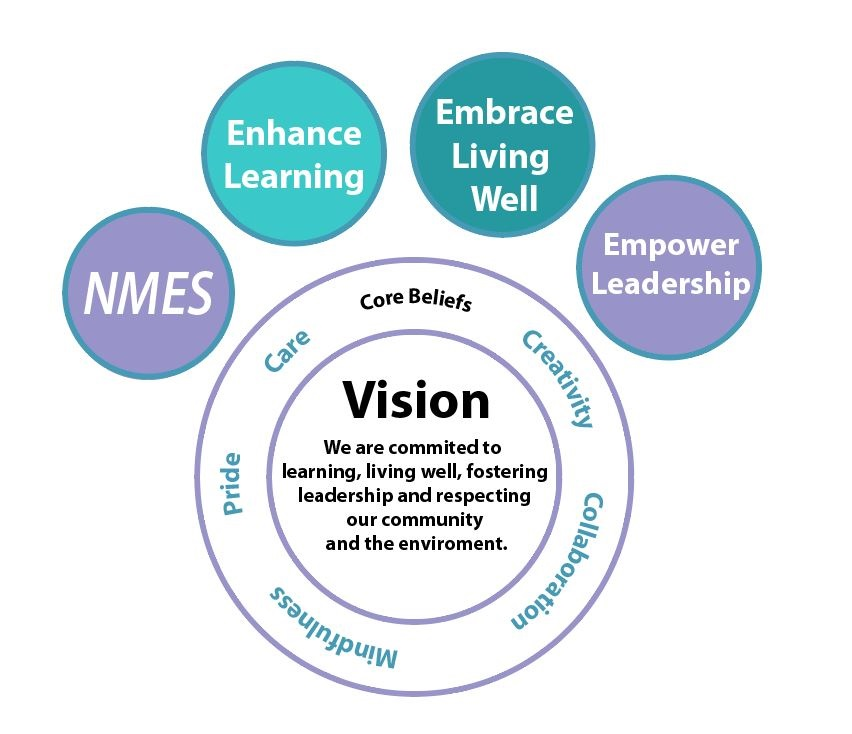 NMES
Enhance
Learning
Embrace
Living
Well
Empower
Leadership
Core Beliefs
Creativity
Collaboration
Mindfulness
Pride
Care
Vision
We are commited to
learning, living well, fostering
leadership and respecting
our community
and the enviroment.